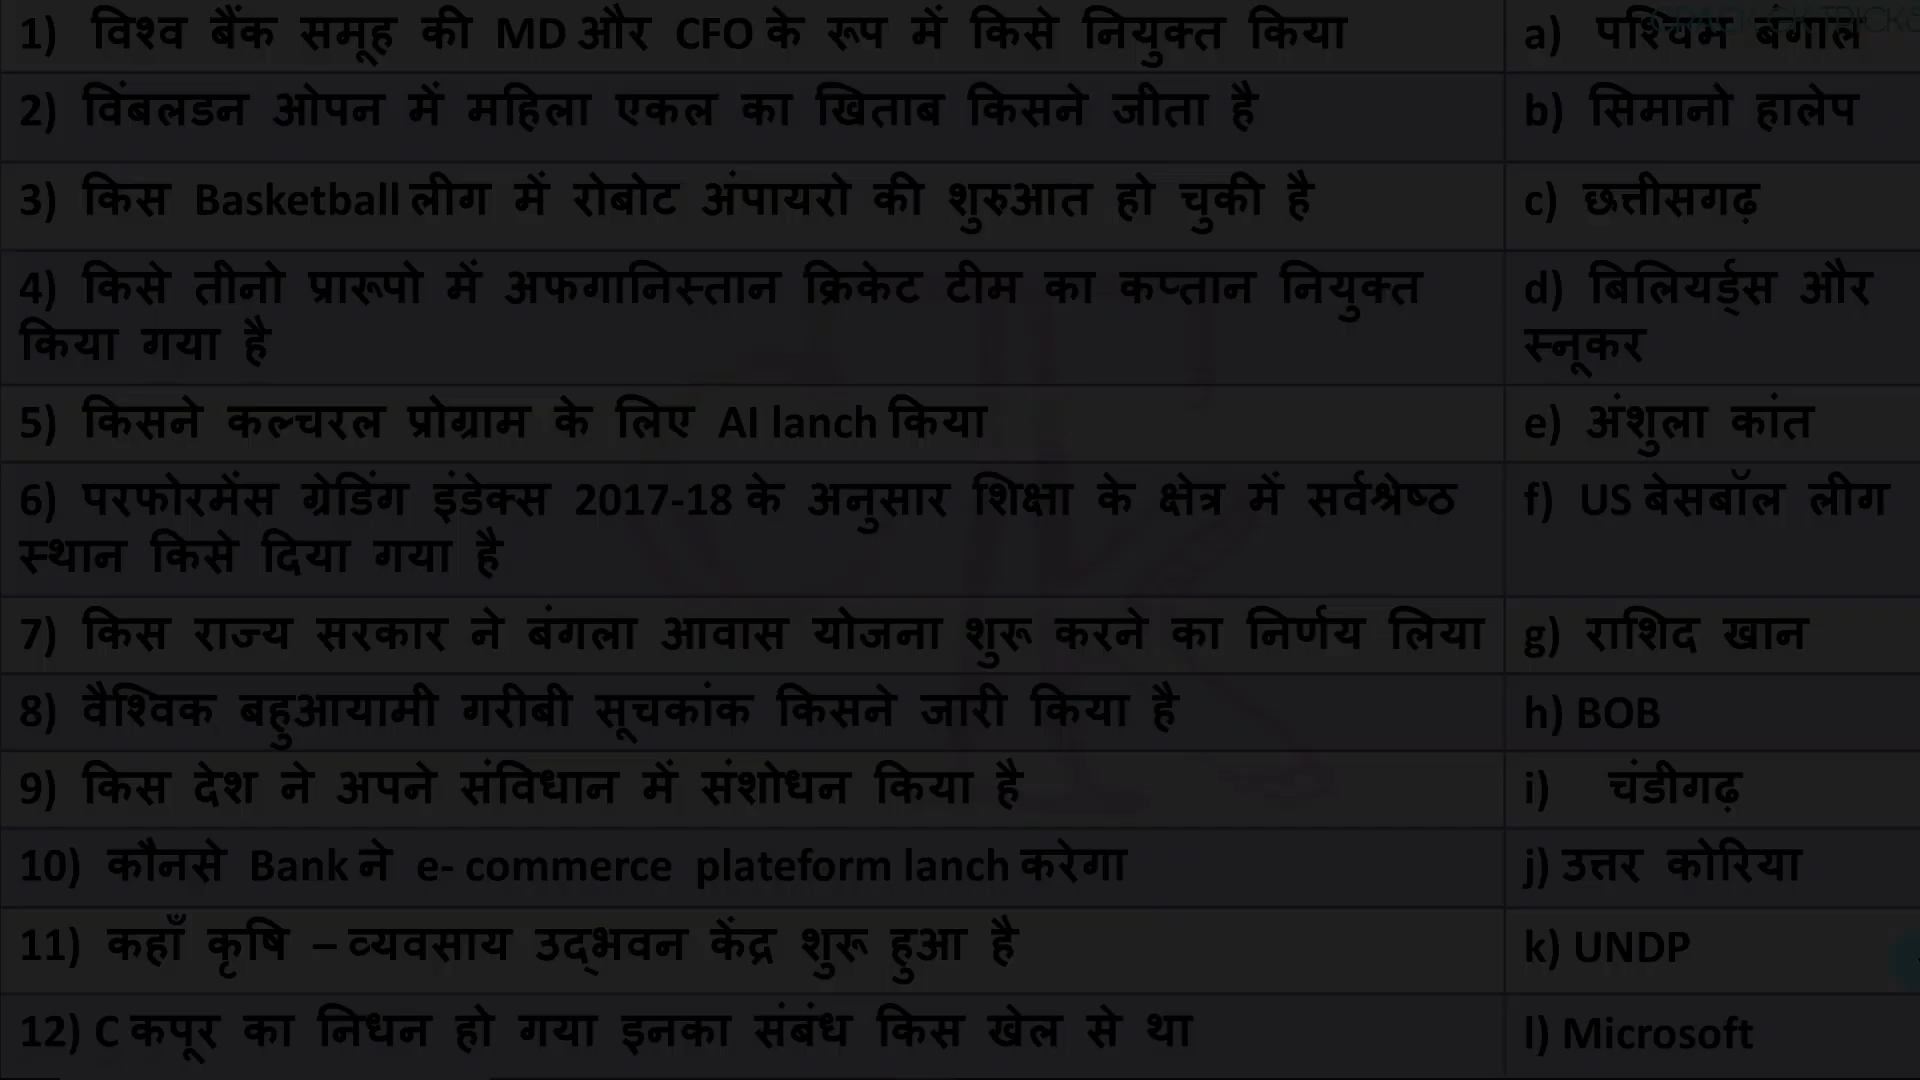 1) विश्व बैंक समूह की MD और CFO के रूप में किसे नियुक्त किया
a) पश्चिम बंगाल
2) विंबलडन ओपन में महिला एकल का खिताब किसने जीता है
b) सिमानो हालेप
3) किस Basketball लीग में रोबोट अंपायरो की शुरुआत हो चुकी है
c) छत्तीसगढ़
4) किसे तीनो प्रारूपो में अफगानिस्तान क्रिकेट टीम का कप्तान नियुक्त
किया गया है
d) बिलियर्ड्स और
स्नूकर
5) किसने कल्चरल प्रोग्राम के लिए AI lanch किया
e) अंशुला कांत
6) परफोरमेंस ग्रेडिंग इंडेक्स 2017-18 के अनुसार शिक्षा के क्षेत्र में सर्वश्रेष्ठ
स्थान किसे दिया गया है
f) US बेसबॉल लीग
7) किस राज्य सरकार ने बंगला आवास योजना शुरू करने का निर्णय लिया
g) राशिद खान
8) वैश्विक बहुआयामी गरीबी सूचकांक किसने जारी किया है
h) BOB
9) किस देश ने अपने संविधान में संशोधन किया है
i) चंडीगढ़
10) कौनसे Bank ने e- commerce plateform lanch करेगा
j) उत्तर कोरिया
11) कहाँ कृषि – व्यवसाय उद्भवन केंद्र शुरू हुआ है
k) UNDP
12) C कपूर का निधन हो गया इनका संबंध किस खेल से था
l) Microsoft